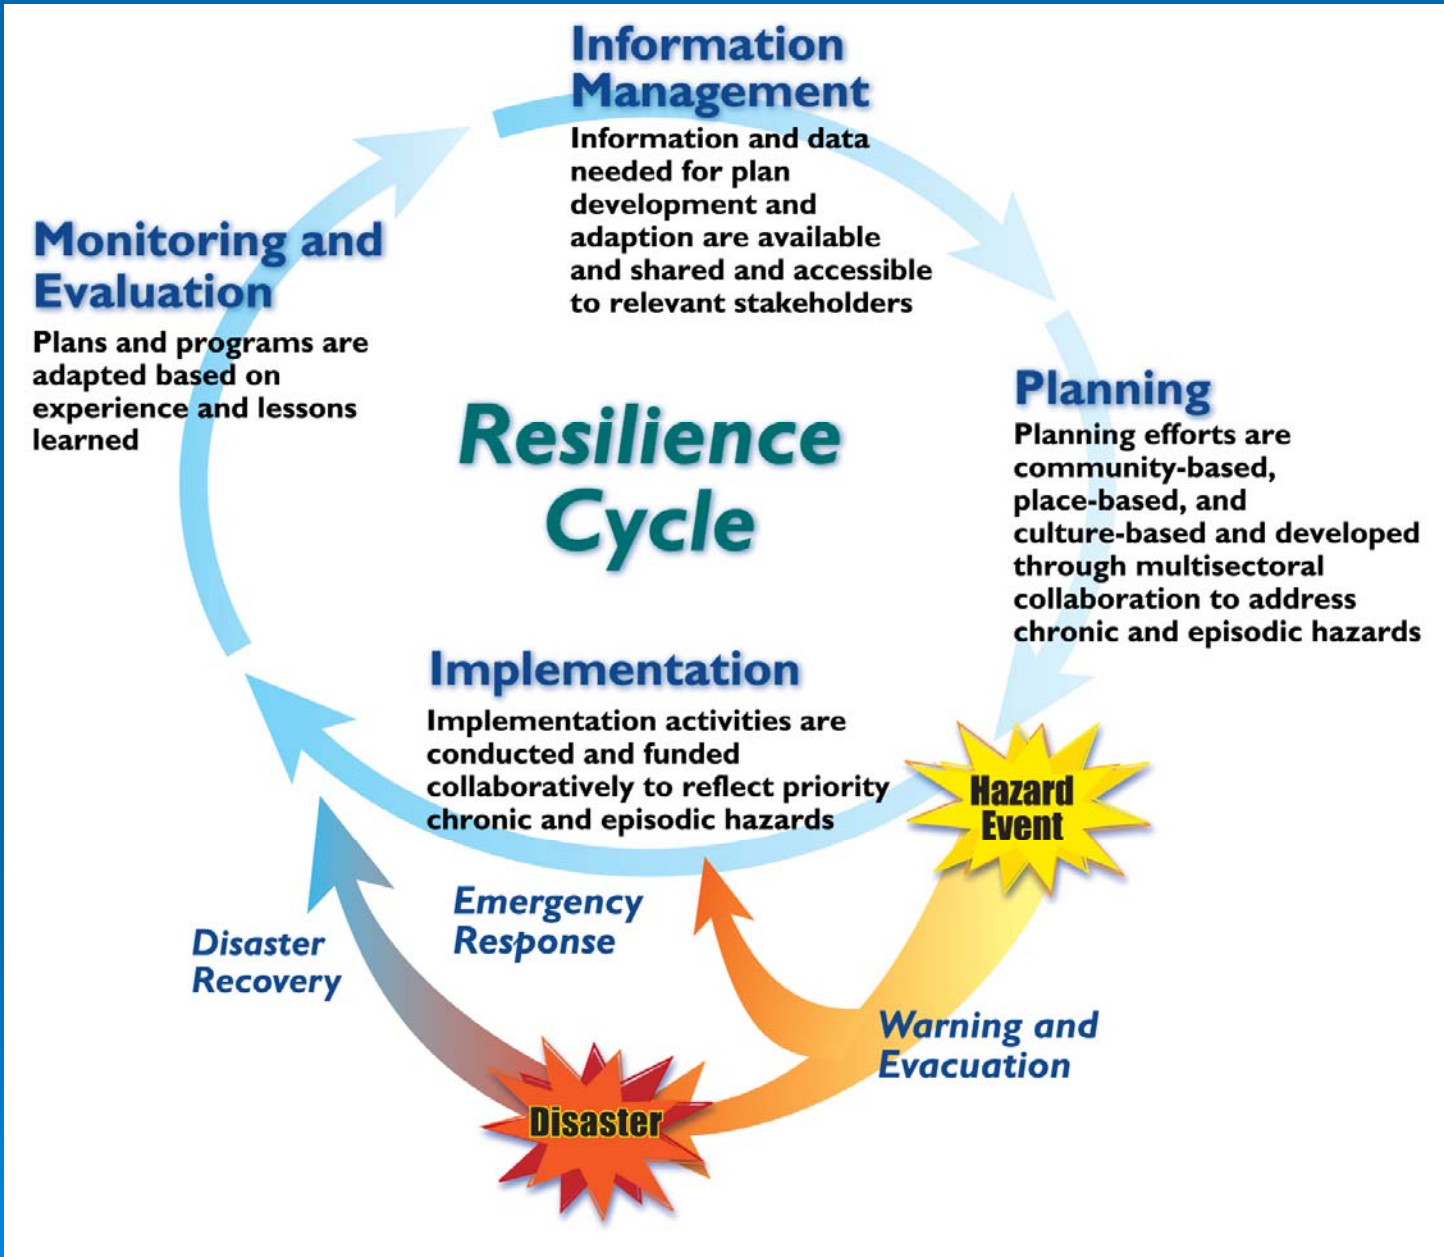 Information
Management
Information and data
needed for plan
development and
adaption are available
and shared and accessible
to relevant stakeholders
Monitoring and
Evaluation
Plans and programs are
adapted based on
experience and lessons
learned
Resilience
Cycle
Planning
Planning efforts are
community-based,
place-based, and
culture-based and developed
through multisectoral
collaboration to address
chronic and episodic hazards
Implementation
Implementation activities are
conducted and funded
collaboratively to reflect priority
chronic and episodic hazards
Hazard
Event
Emergency
Response
Disaster
Recovery
Warning and
Evacuation
Disaster